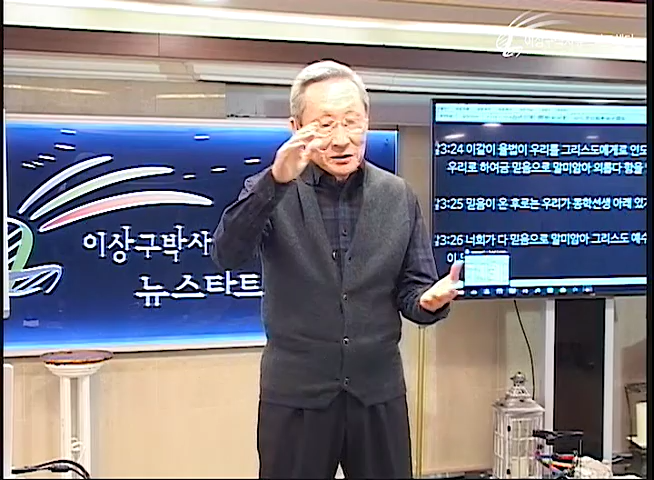 이상구박사
뉴스타트
갈3:24 이같이 율법이 우리를 그리스도에게로 인도
우리로 하여금 믿음으로 말미암아 의롭다 함을
갈3:25 믿음이 온 후로는 우리가 몽학선생 아래 있
갈3:26 너희가 다 믿음으로 말미암아 그리스도 예수